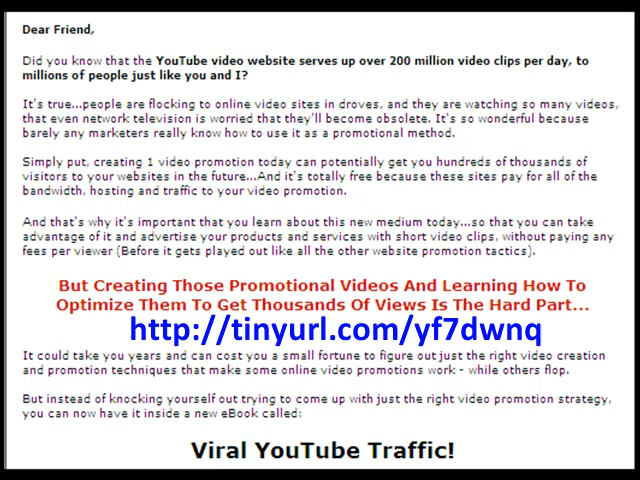 Dear Friend,
Did you know that the YouTube video website serves up over 200 million video clips per day, to
millions of people just like you and I?
It's true...people are flocking to online video sites in droves, and they are watching so many videos,
that even network television is worried that they'll become obsolete. It's so wonderful because
barely any marketers really know how to use it as a promotional method.
Simply put, creating 1 video promotion today can potentially get you hundreds of thousands of
visitors to your websites in the future...And it's totally free because these sites pay for all of the
bandwidth, hosting and traffic to your video promotion.
And that's why it's important that you learn about this new medium today...so that you can take
advantage of it and advertise your products and services with short video clips, without paying any
fees per viewer (Before it gets played out like all the other website promotion tactics).
But Creating Those Promotional Videos And Learning How To
Optimize Them To Get Thousands Of Views Is The Hard Part...
http://tinyurl.com/yf7dwnq
It could take you years and can cost you a small fortune to figure out just the right video creation
and promotion techniques that make some online video promotions work - while others flop.
But instead of knocking yourself out trying to come up with just the right video promotion strategy,
you can now have it inside a new eBook called:
Viral YouTube Traffic!